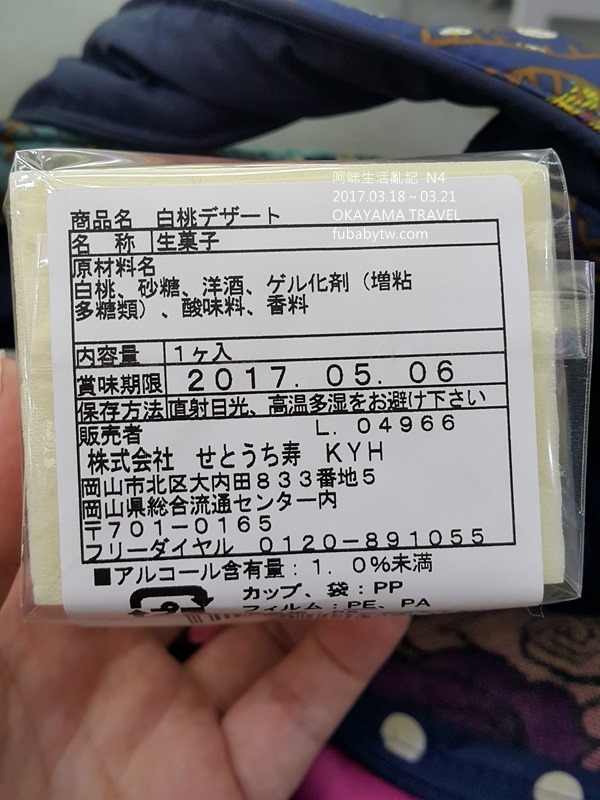 阿咪生活亂記 N4
2017.03.18～03.21
OKAYAMA TRAVEL
fubabytw.com
商品名 白桃デザート
名 称 生菓子
原材料名
白桃、砂糖、洋酒、ゲル化剤（増粘
多糖類）、酸味料、香料
内容量 1ヶ入
賞味期限 2017. 05. 06
保存方法 直射日光、高温多湿をお避け下さい
販売者 L. 04966
株式会社 せとうち寿 KYH
岡山市北区大内田833番地5
岡山県総合流通センター内
〒701-0165
フリーダイヤル 0120-891055
■アルコール含有量：1. 0%未満
カップ、袋：PP
フィルム：PE、PA